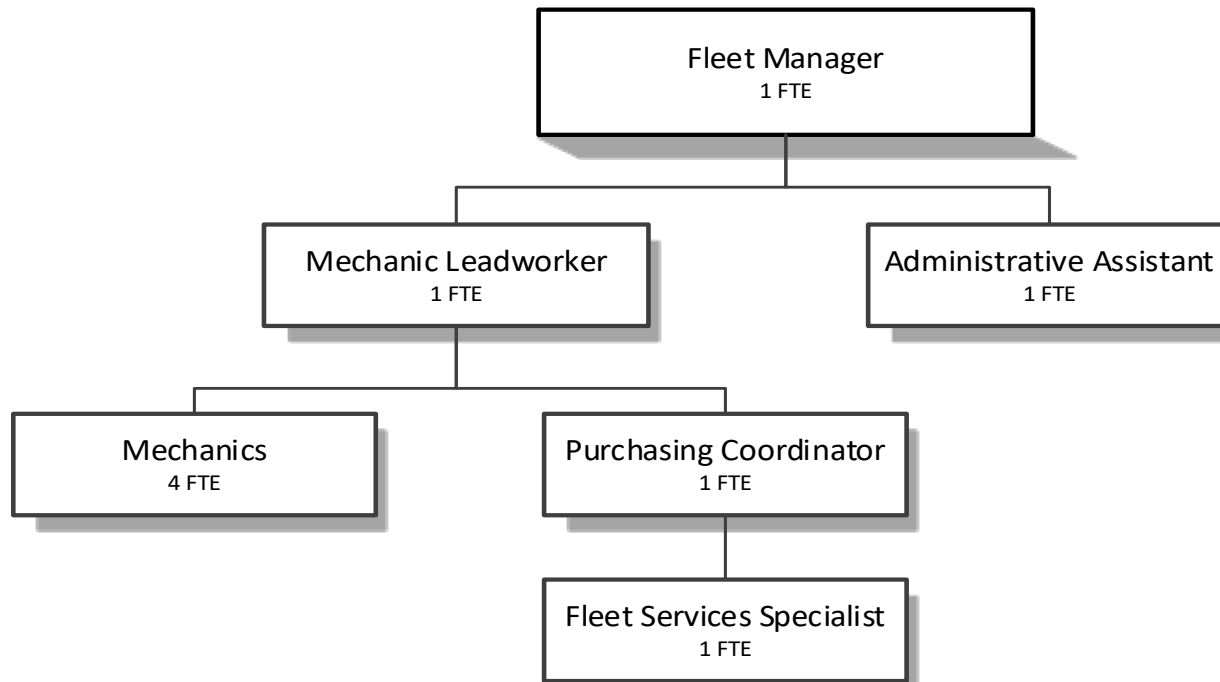 Fleet Manager
1 FTE
Mechanic Leadworker
1 FTE
Administrative Assistant
1 FTE
Mechanics
4 FTE
Purchasing Coordinator
1 FTE
Fleet Services Specialist
1 FTE